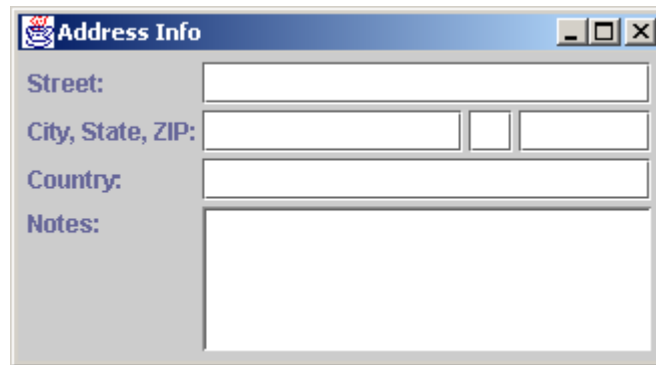 Address Info
Street:
City, State, ZIP:
Country:
Notes: